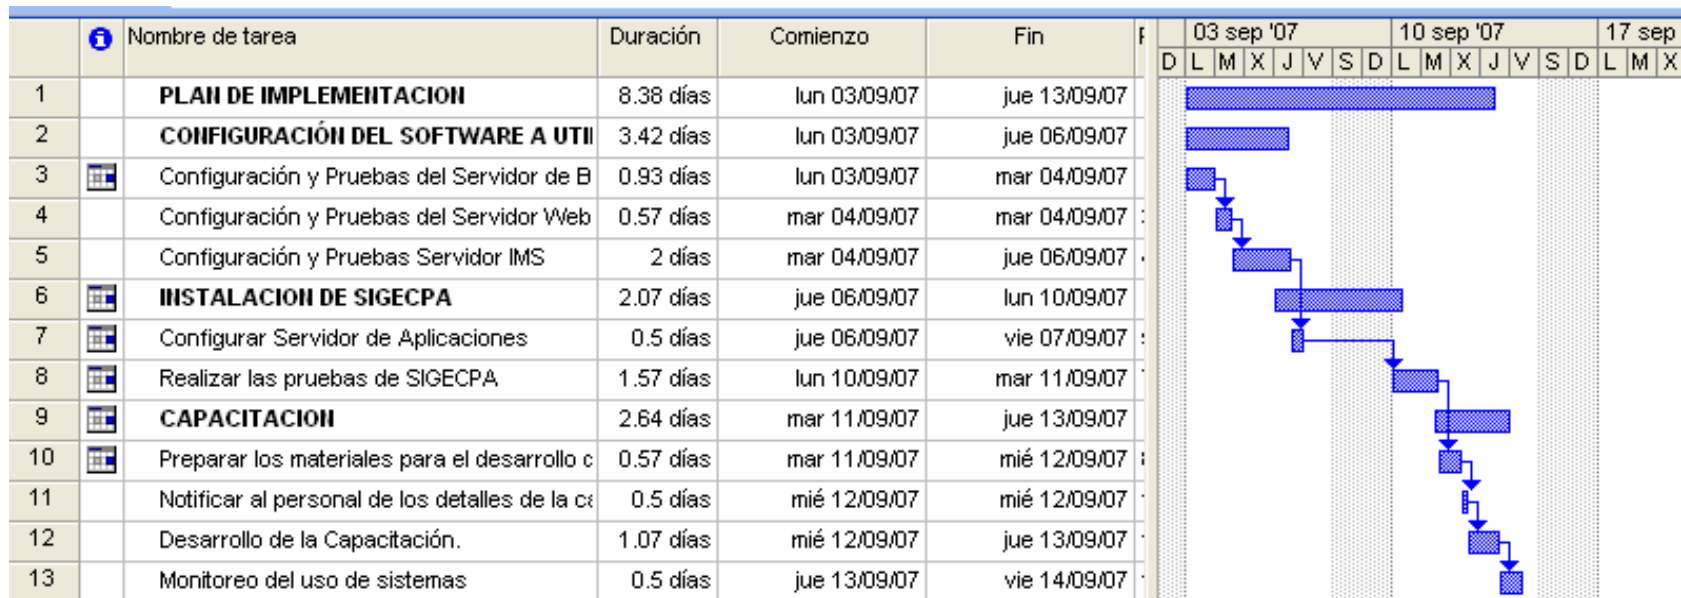 Nombre de tarea Duración Comienzo Fin 03 sep '07 10 sep '07 17 sep
D L M X J V S D L M X J V S D L M X
1 PLAN DE IMPLEMENTACION 8.38 días lun 03/09/07 jue 13/09/07
2 CONFIGURACIÓN DEL SOFTWARE A 3.42 días lun 03/09/07 jue 06/09/07
3 Configuración y Pruebas del Servidor de 0.93 días lun 03/09/07 mar 04/09/07
4 Configuración y Pruebas del Servidor Web 0.57 días mar 04/09/07 mar 04/09/07
5 Configuración y Pruebas Servidor IMS 2 días mar 04/09/07 jue 06/09/07
6 INSTALACION DE SIGECPA 2.07 días jue 06/09/07 lun 10/09/07
7 Configurar Servidor de Aplicaciones 0.5 días jue 06/09/07 vie 07/09/07
8 Realizar las pruebas de SIGECPA 1.57 días lun 10/09/07 mar 11/09/07
9 CAPACITACION 2.64 días mar 11/09/07 jue 13/09/07
10 Preparar los materiales para el desarrollo 0.57 días mar 11/09/07 mié 12/09/07
11 Notificar al personal de los detalles de la 0.5 días mié 12/09/07 mié 12/09/07
12 Desarrollo de la Capacitación. 1.07 días mié 12/09/07 jue 13/09/07
13 Monitoreo del uso de sistemas 0.5 días jue 13/09/07 vie 14/09/07